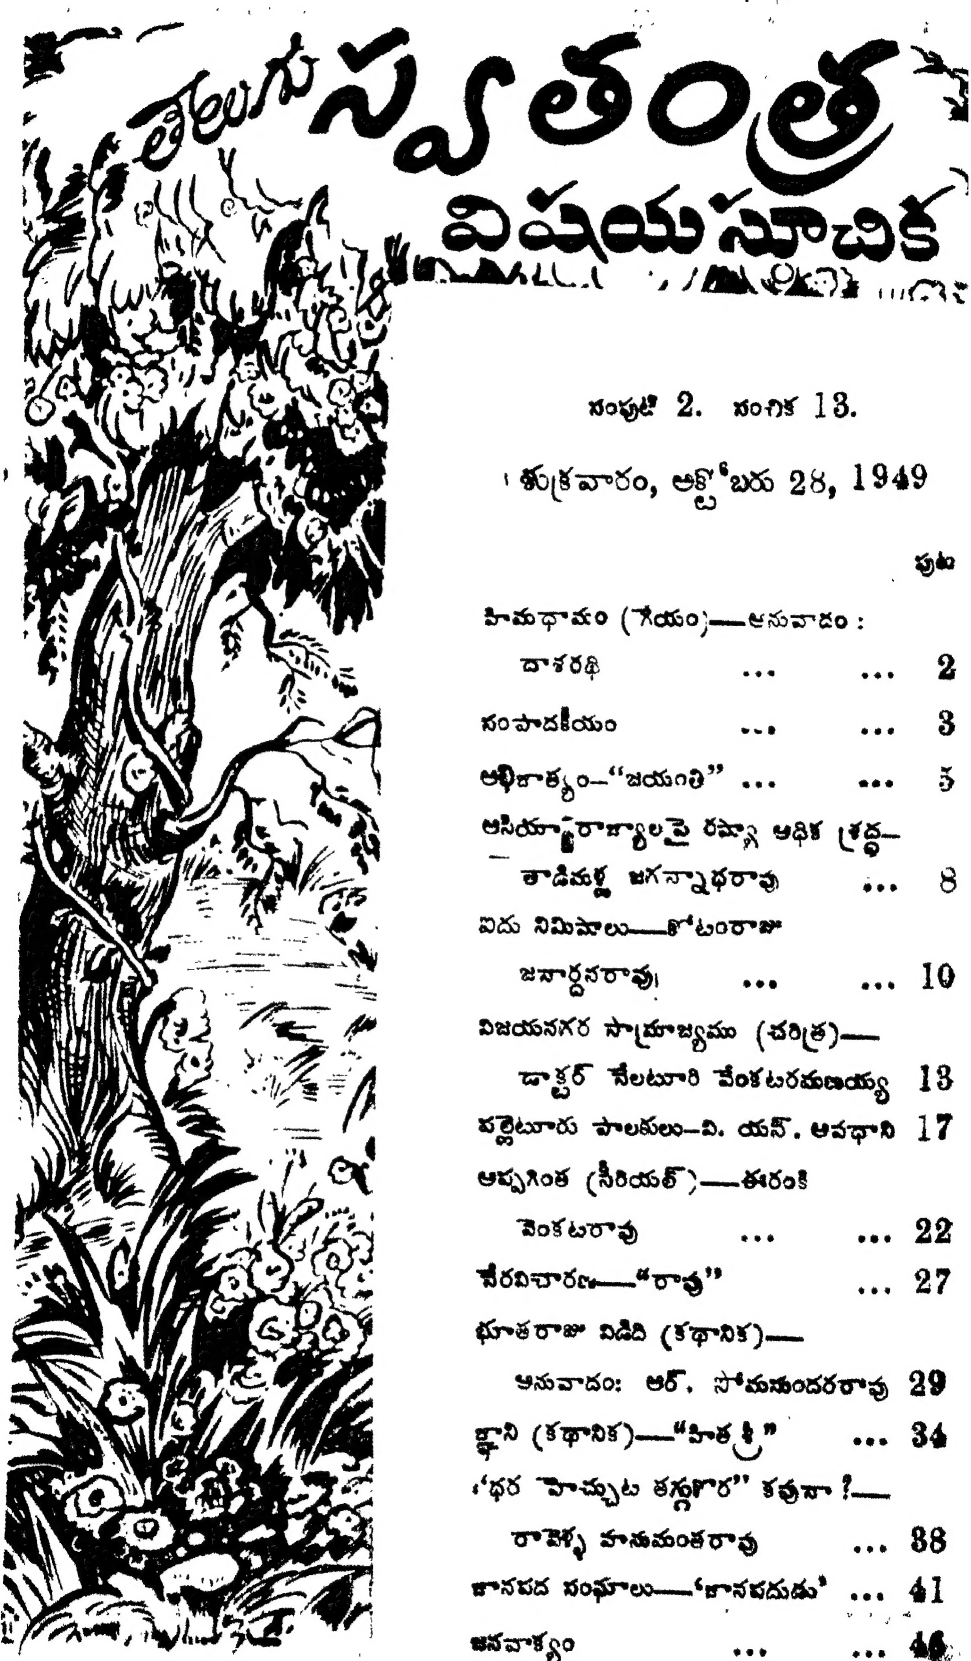 తెలుగు స్వతంత్ర
విషయసూచిక
సంపుటి 2. సంచిక 13.
శుక్రవారం, అక్టోబరు 28, 1949
పుట
హిమధామం (గేయం)—అనువాదం :
దాశరథి ... ... 2
సంపాదకీయం ... ... 3
ఆభిజాత్యం—“జయంతి” ... ... 5
ఆసియా రాజ్యాలపై రష్యా అధిక శ్రద్ధ—
తాడిమళ్ల జగన్నాధరావు ... 8
ఐదు నిమిషాలు—కోటంరాజు
జనార్దనరావు ... ... 10
విజయనగర సామ్రాజ్యము (చరిత్ర)—
డాక్టర్ నేలటూరి వేంకటరమణయ్య 13
పల్లెటూరు పాలకులు—వి. యన్. అవధాని 17
అప్పగింత (సీరియల్)—ఈరంకి
వెంకటరావు ... ... 22
నేరవిచారణ—“రావు” ... 27
భూతరాజు విడిది (కథానిక)—
అనువాదం: ఆర్. సోమసుందరరావు 29
జ్ఞాని (కథానిక)—“హితశ్రీ” ... 34
“ధర హెచ్చుట తగ్గుకొర” కవునా ?—
రావెళ్ళ హనుమంతరావు ... 38
జానపద సంఘాలు—‘జానపదుడు’ ... 41
జనవాక్యం ... ... 46